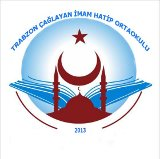 TRABZON ÇAĞLAYAN İMAM HATİP ORTAOKULU
2013